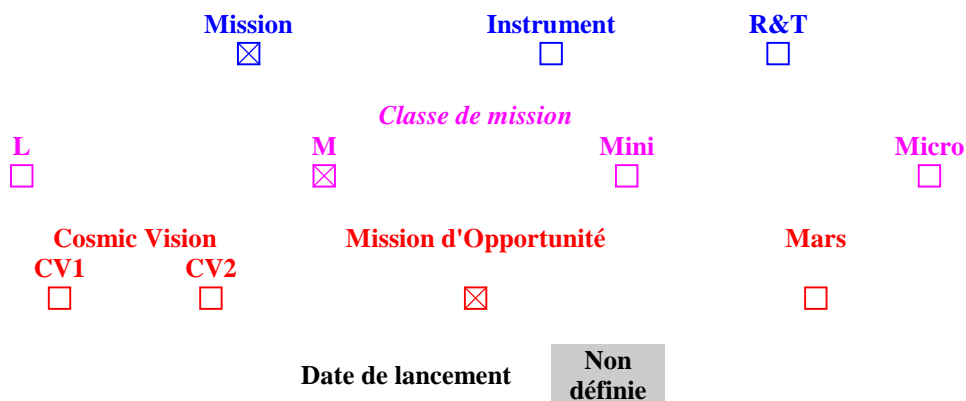 Mission Instrument R&T
Classe de mission
L M Mini Micro
Cosmic Vision Mission d'Opportunité Mars
CV1 CV2
Date de lancement Non
définie